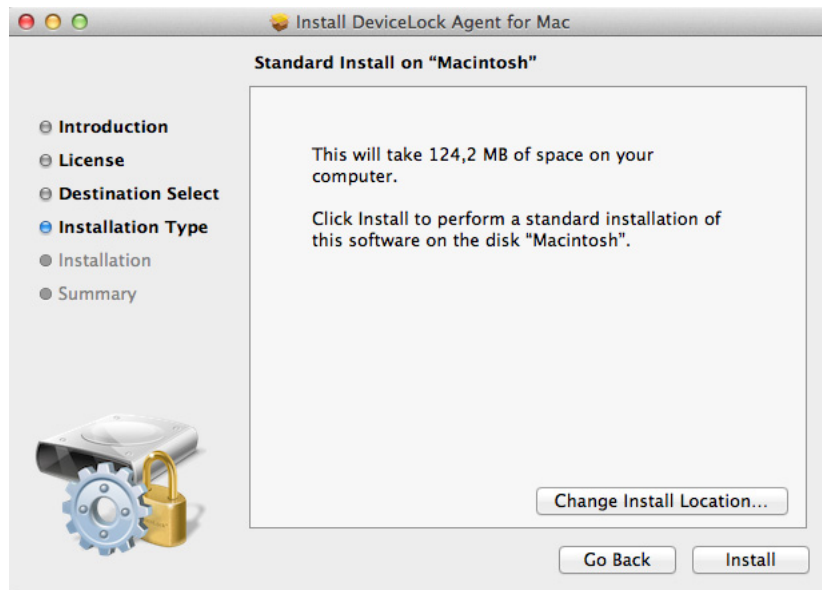 Install DeviceLock Agent for Mac
Standard Install on “Macintosh”
Introduction
License
Destination Select
Installation Type
Installation
Summary
This will take 124,2 MB of space on your
computer.
Click Install to perform a standard installation of
this software on the disk “Macintosh”.
Change Install Location...
Go Back
Install